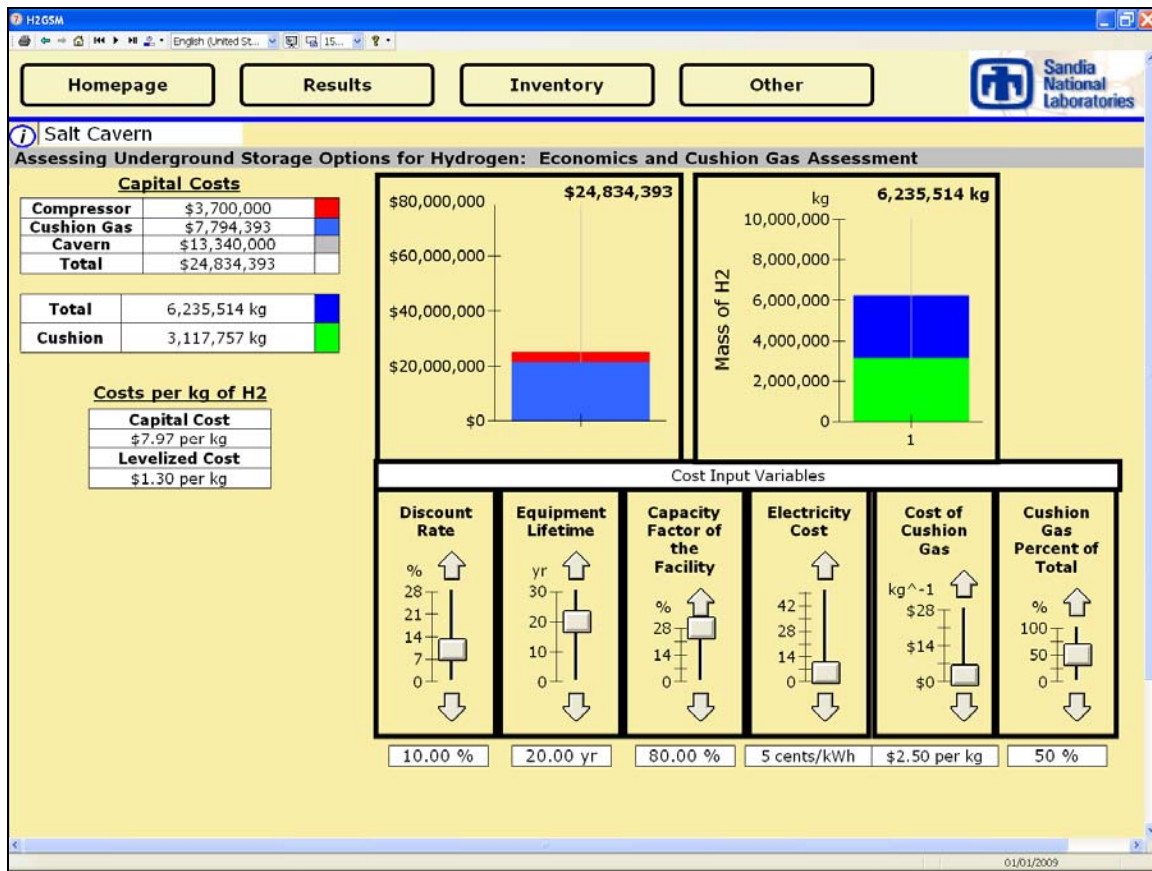 H2GSM
English (United St...
15...
Homepage
Results
Inventory
Other
Sandia
National
Laboratories
i Salt Cavern
Assessing Underground Storage Options for Hydrogen: Economics and Cushion Gas Assessment
Capital Costs
Compressor $3,700,000
Cushion Gas $7,794,393
Cavern $13,340,000
Total $24,834,393
Total 6,235,514 kg
Cushion 3,117,757 kg
Costs per kg of H2
Capital Cost
$7.97 per kg
Levelized Cost
$1.30 per kg
$24,834,393
$80,000,000
$60,000,000
$40,000,000
$20,000,000
$0
kg
6,235,514 kg
Mass of H2
10,000,000
8,000,000
6,000,000
4,000,000
2,000,000
0
1
Cost Input Variables
Discount
Rate
%
28
21
14
7
0
10.00 %
Equipment
Lifetime
yr
30
20
10
0
20.00 yr
Capacity
Factor of
the
Facility
%
28
14
0
80.00 %
Electricity
Cost
42
28
14
0
5 cents/kWh
Cost of
Cushion
Gas
kg^-1
$28
$14
$0
$2.50 per kg
Cushion
Gas
Percent of
Total
%
100
50
0
50 %
01/01/2009